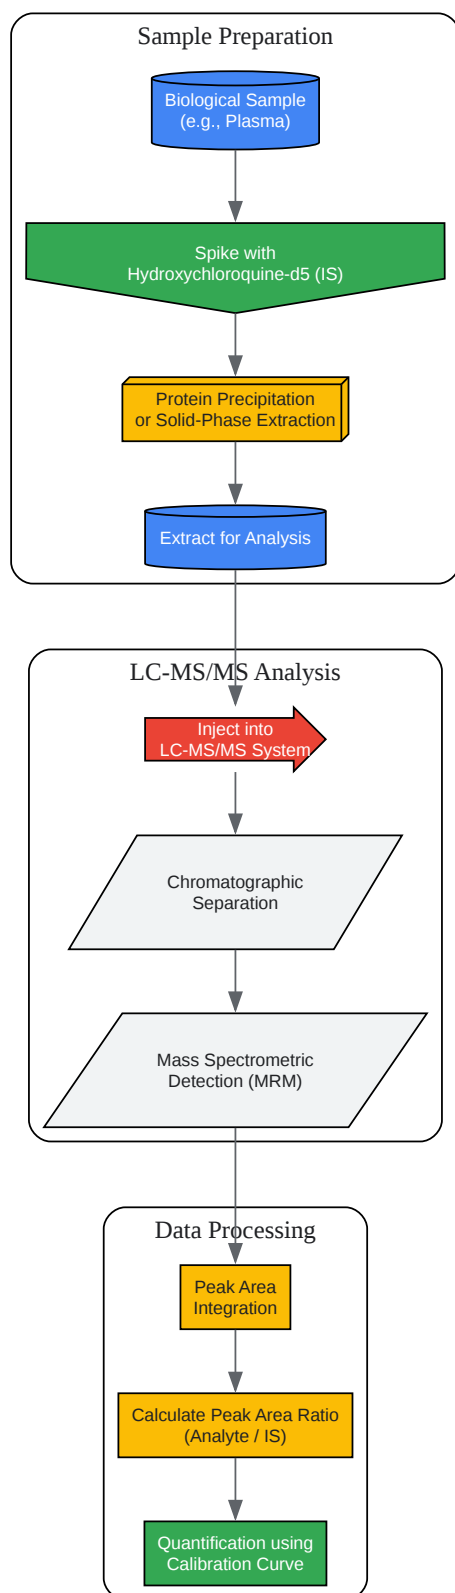 Sample Preparation
Biological Sample
(e.g., Plasma)
Spike with
Hydroxychloroquine-d5 (IS)
Protein Precipitation
or Solid-Phase Extraction
Extract for Analysis
LC-MS/MS Analysis
Inject into
LC-MS/MS System
Chromatographic
Separation
Mass Spectrometric
Detection (MRM)
Data Processing
Peak Area
Integration
Calculate Peak Area Ratio
(Analyte / IS)
Quantification using
Calibration Curve